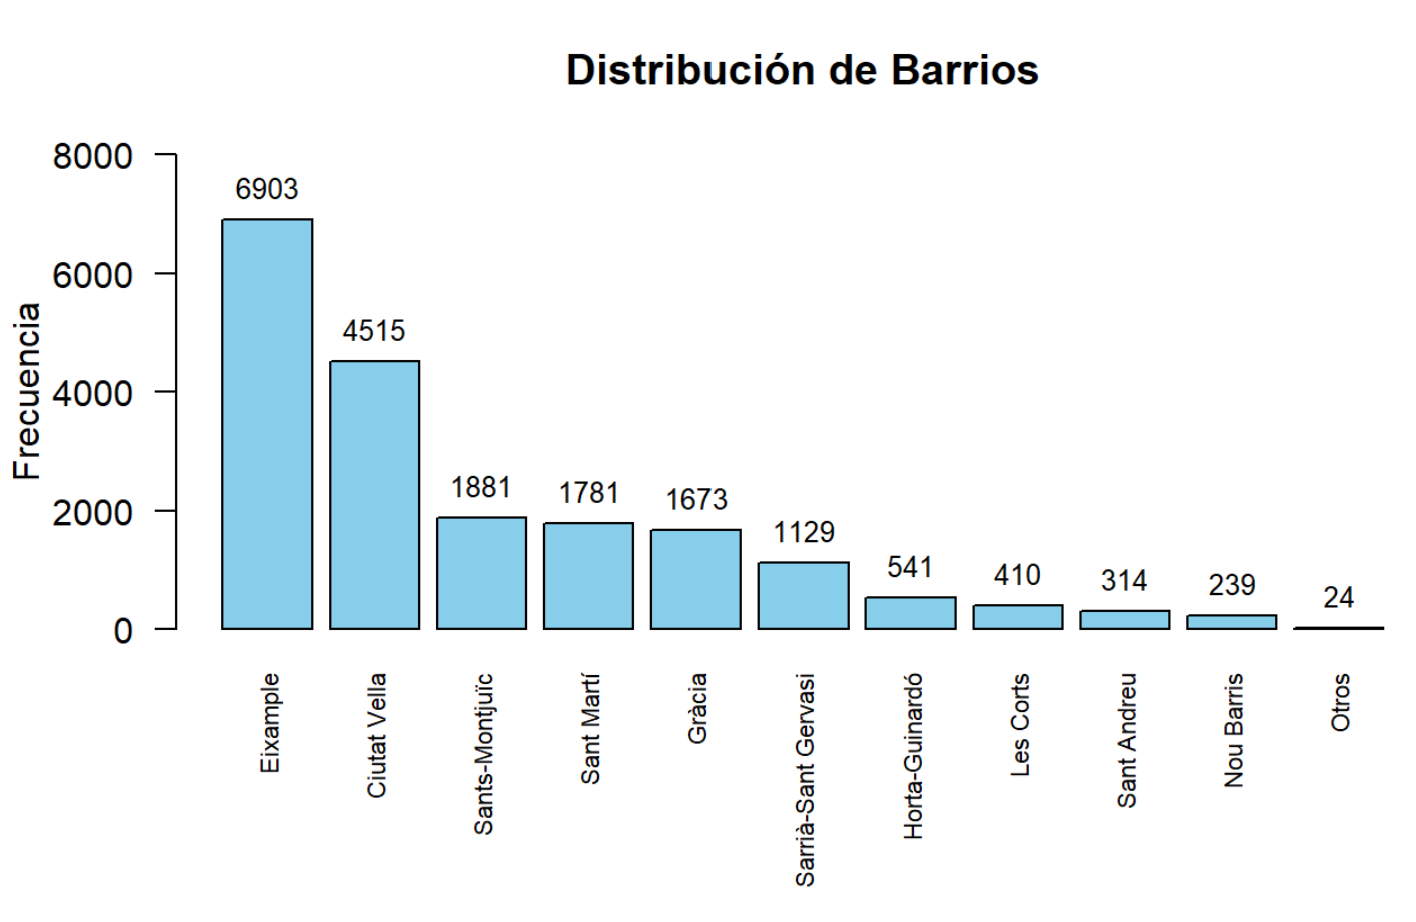 Distribución de Barrios
Frecuencia
8000
6000
4000
2000
0
6903
4515
1881
1781
1673
1129
541
410
314
239
24
Eixample
Ciutat Vella
Sants-Montjuïc
Sant Martí
Gràcia
Sarrià-Sant Gervasi
Horta-Guinardó
Les Corts
Sant Andreu
Nou Barris
Otros